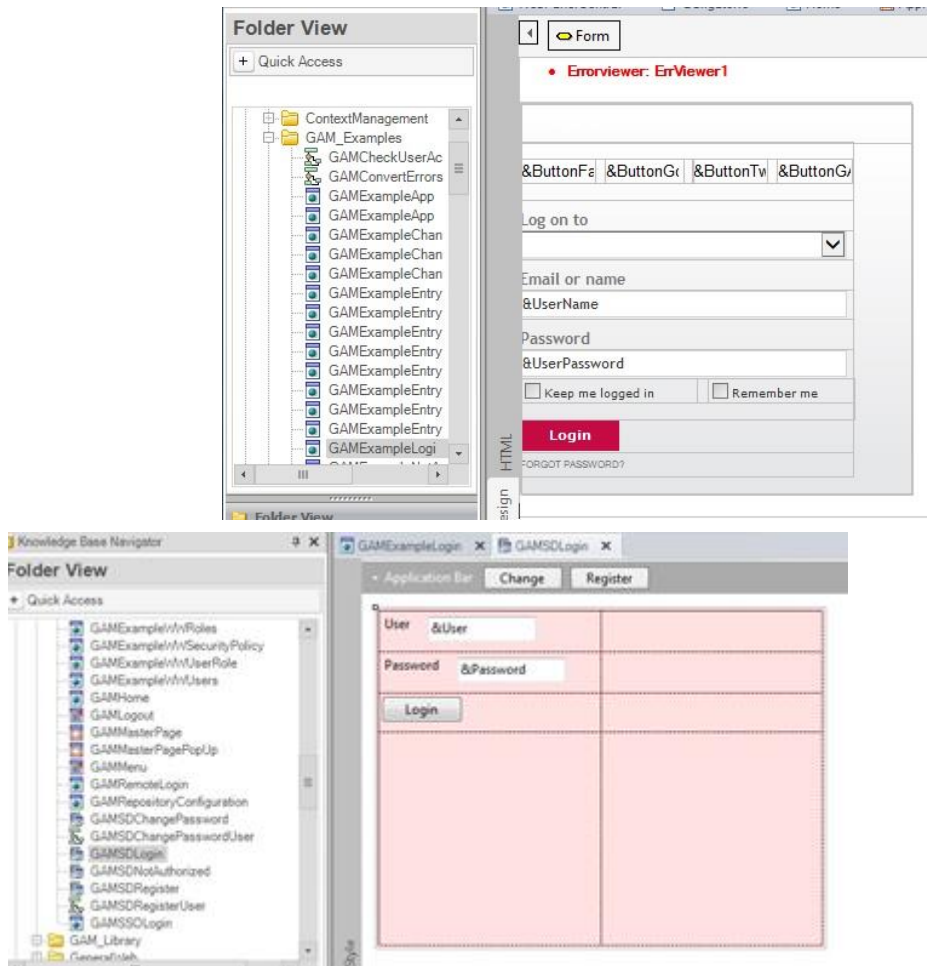 Folder View
+ Quick Access
ContextManagement
GAM_Examples
GAMCheckUserAc
GAMConvertErrors
GAMExampleApp
GAMExampleApp
GAMExampleChan
GAMExampleChan
GAMExampleChan
GAMExampleEntry
GAMExampleEntry
GAMExampleEntry
GAMExampleEntry
GAMExampleEntry
GAMExampleEntry
GAMExampleEntry
GAMExampleEntry
GAMExampleLogi
Folder View
Form
• Errorviewer: ErrViewer1
&ButtonFa &ButtonGo &ButtonTw &ButtonGA
Log on to
Email or name
&UserName
Password
&UserPassword
Keep me logged in Remember me
Login
FORGOT PASSWORD?
HTML
esign
Knowledge Base Navigator
Folder View
+ Quick Access
GAMExampleWWRoles
GAMExampleWWSecurityPolicy
GAMExampleWWUserRole
GAMExampleWWUsers
GAMHome
GAMLogout
GAMMasterPage
GAMMasterPagePopUp
GAMMenu
GAMRemoteLogin
GAMRepositoryConfiguration
GAMSDChangePassword
GAMSDChangePasswordUser
GAMSDLogin
GAMSDNotAuthorized
GAMSDRegister
GAMSDRegisterUser
GAMSSOLogin
GAM_Library
GeneralWeb
GAMExampleLogin GAMSDLogin
Application Bar Change Register
User &User
Password &Password
Login
Style